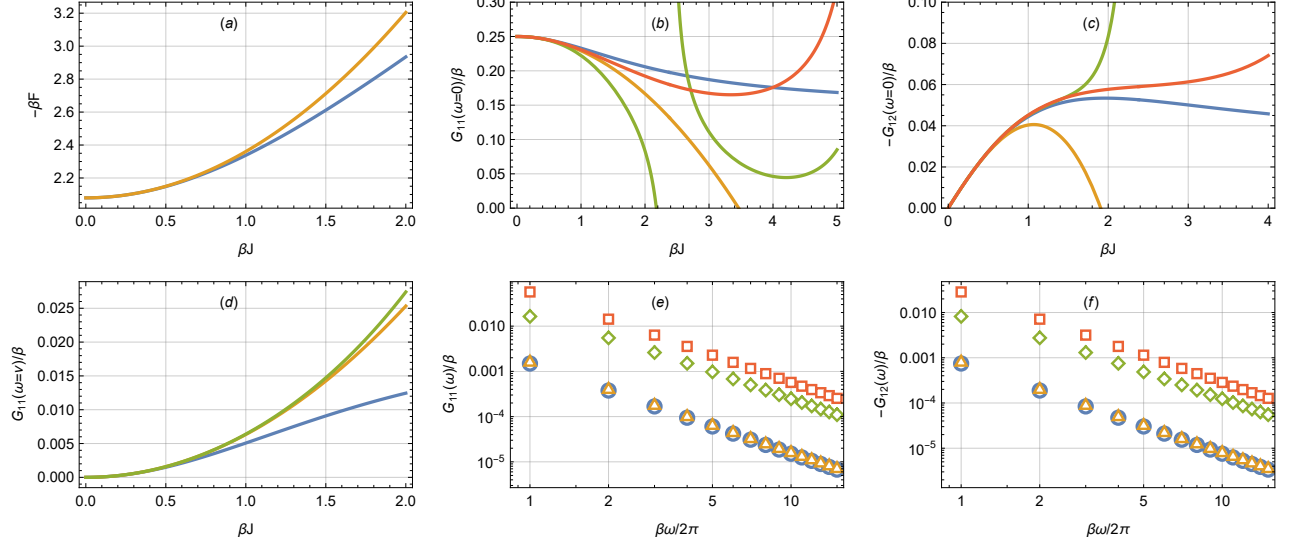 (a)
-βF
3.2
3.0
2.8
2.6
2.4
2.2
0.0 0.5 1.0 1.5 2.0
βJ
(b)
G11(ω=0)/β
0.30
0.25
0.20
0.15
0.10
0.05
0.00
0 1 2 3 4 5
βJ
(c)
-G12(ω=0)/β
0.10
0.08
0.06
0.04
0.02
0.00
0 1 2 3 4
βJ
(d)
G11(ω=ν)/β
0.025
0.020
0.015
0.010
0.005
0.000
0.0 0.5 1.0 1.5 2.0
βJ
(e)
G11(ω)/β
0.010
0.001
10⁻⁴
10⁻⁵
1 2 5 10
βω/2π
(f)
-G12(ω)/β
0.010
0.001
10⁻⁴
10⁻⁵
1 2 5 10
βω/2π